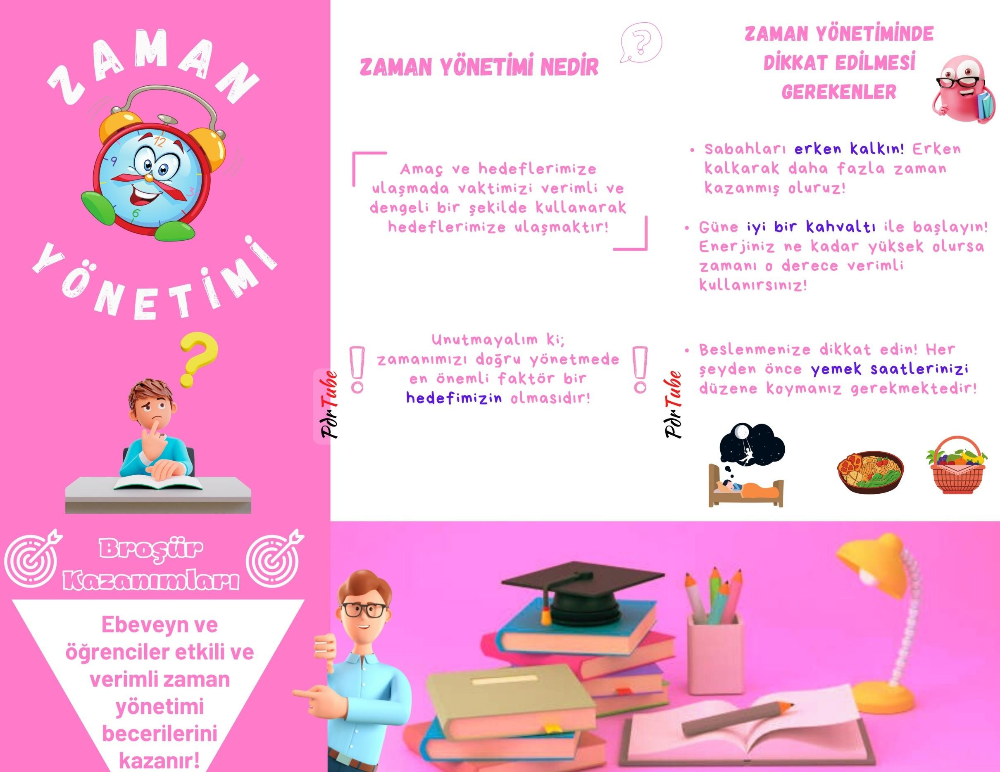 ZAMAN
12
9
3
6
YÖNETİMİ
?
Broşür
Kazanımları
Ebeveyn ve
öğrenciler etkili ve
verimli zaman
yönetimi
becerilerini
kazanır!
ZAMAN YÖNETİMİ NEDİR
?
Amaç ve hedeflerimize
ulaşmada vaktimizi verimli ve
dengeli bir şekilde kullanarak
hedeflerimize ulaşmaktır!
! Unutmayalım ki; !
zamanımızı doğru yönetmede
en önemli faktör bir
hedefimizin olmasıdır!
PdrTube
ZAMAN YÖNETİMİNDE
DİKKAT EDİLMESİ
GEREKENLER
• Sabahları erken kalkın! Erken
kalkarak daha fazla zaman
kazanmış oluruz!
• Güne iyi bir kahvaltı ile başlayın!
Enerjiniz ne kadar yüksek olursa
zamanı o derece verimli
kullanırsınız!
• Beslenmenize dikkat edin! Her
şeyden önce yemek saatlerinizi
düzene koymanız gerekmektedir!
PdrTube